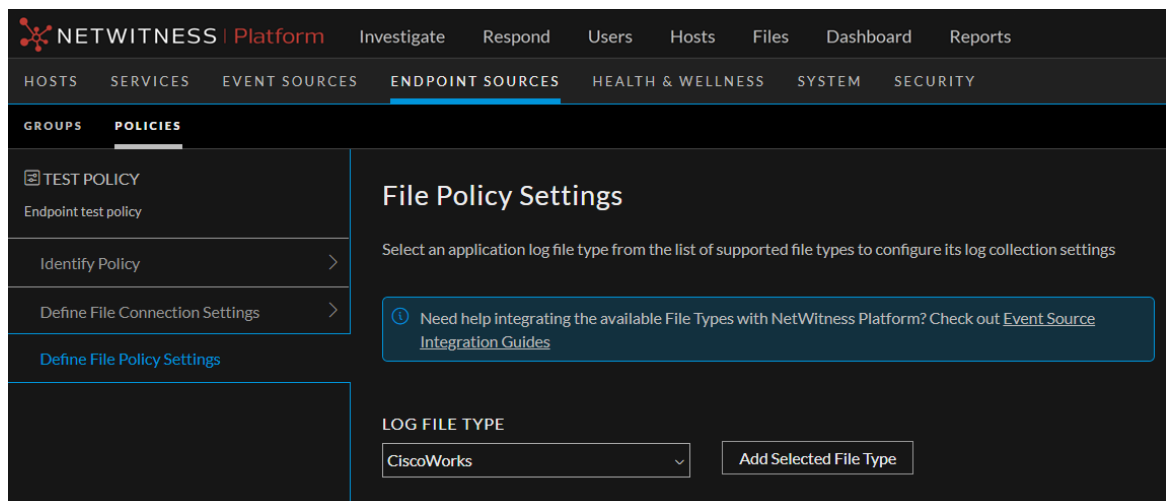 NETWITNESS Platform Investigate Respond Users Hosts Files Dashboard Reports
HOSTS SERVICES EVENT SOURCES ENDPOINT SOURCES HEALTH & WELLNESS SYSTEM SECURITY
GROUPS POLICIES
TEST POLICY
Endpoint test policy
Identify Policy
Define File Connection Settings
Define File Policy Settings
File Policy Settings
Select an application log file type from the list of supported file types to configure its log collection settings
Need help integrating the available File Types with NetWitness Platform? Check out Event Source
Integration Guides
LOG FILE TYPE
CiscoWorks Add Selected File Type